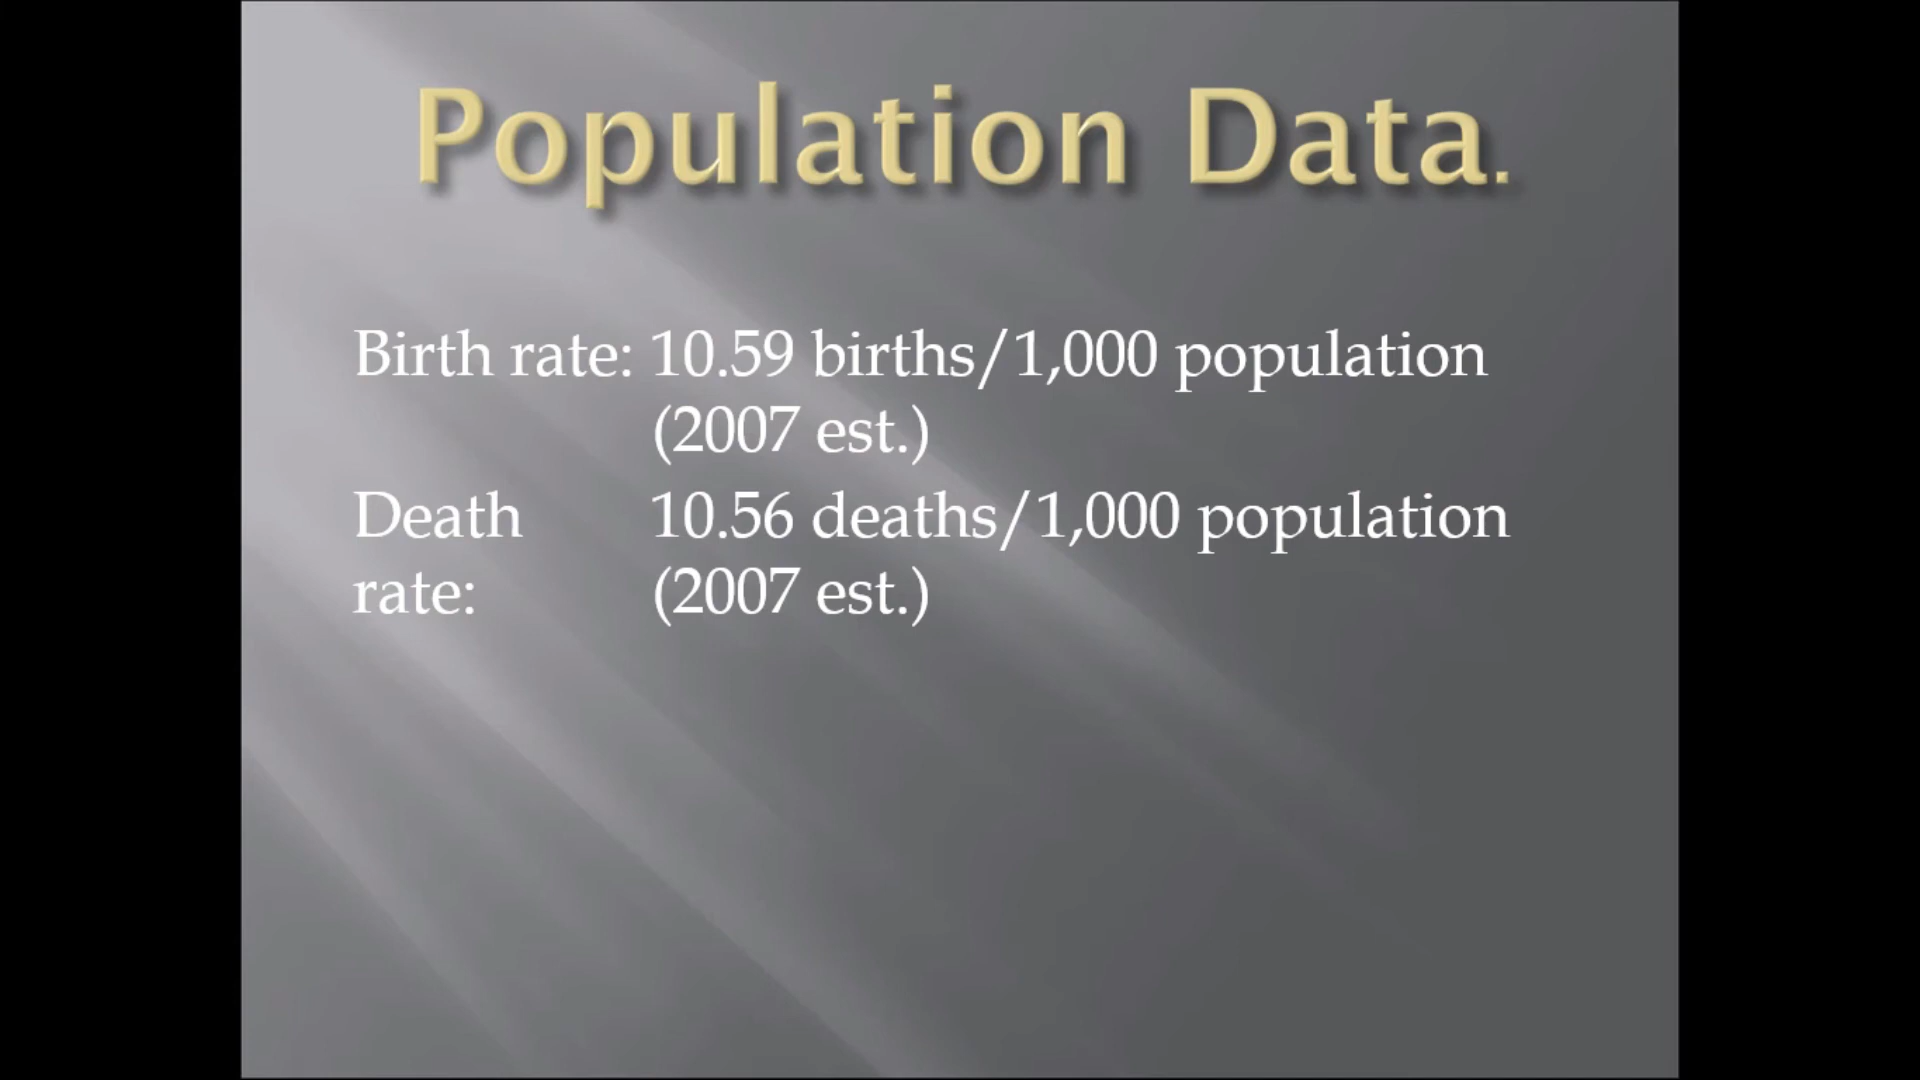 Population Data.
Birth rate: 10.59 births/1,000 population
(2007 est.)
Death 10.56 deaths/1,000 population
rate: (2007 est.)